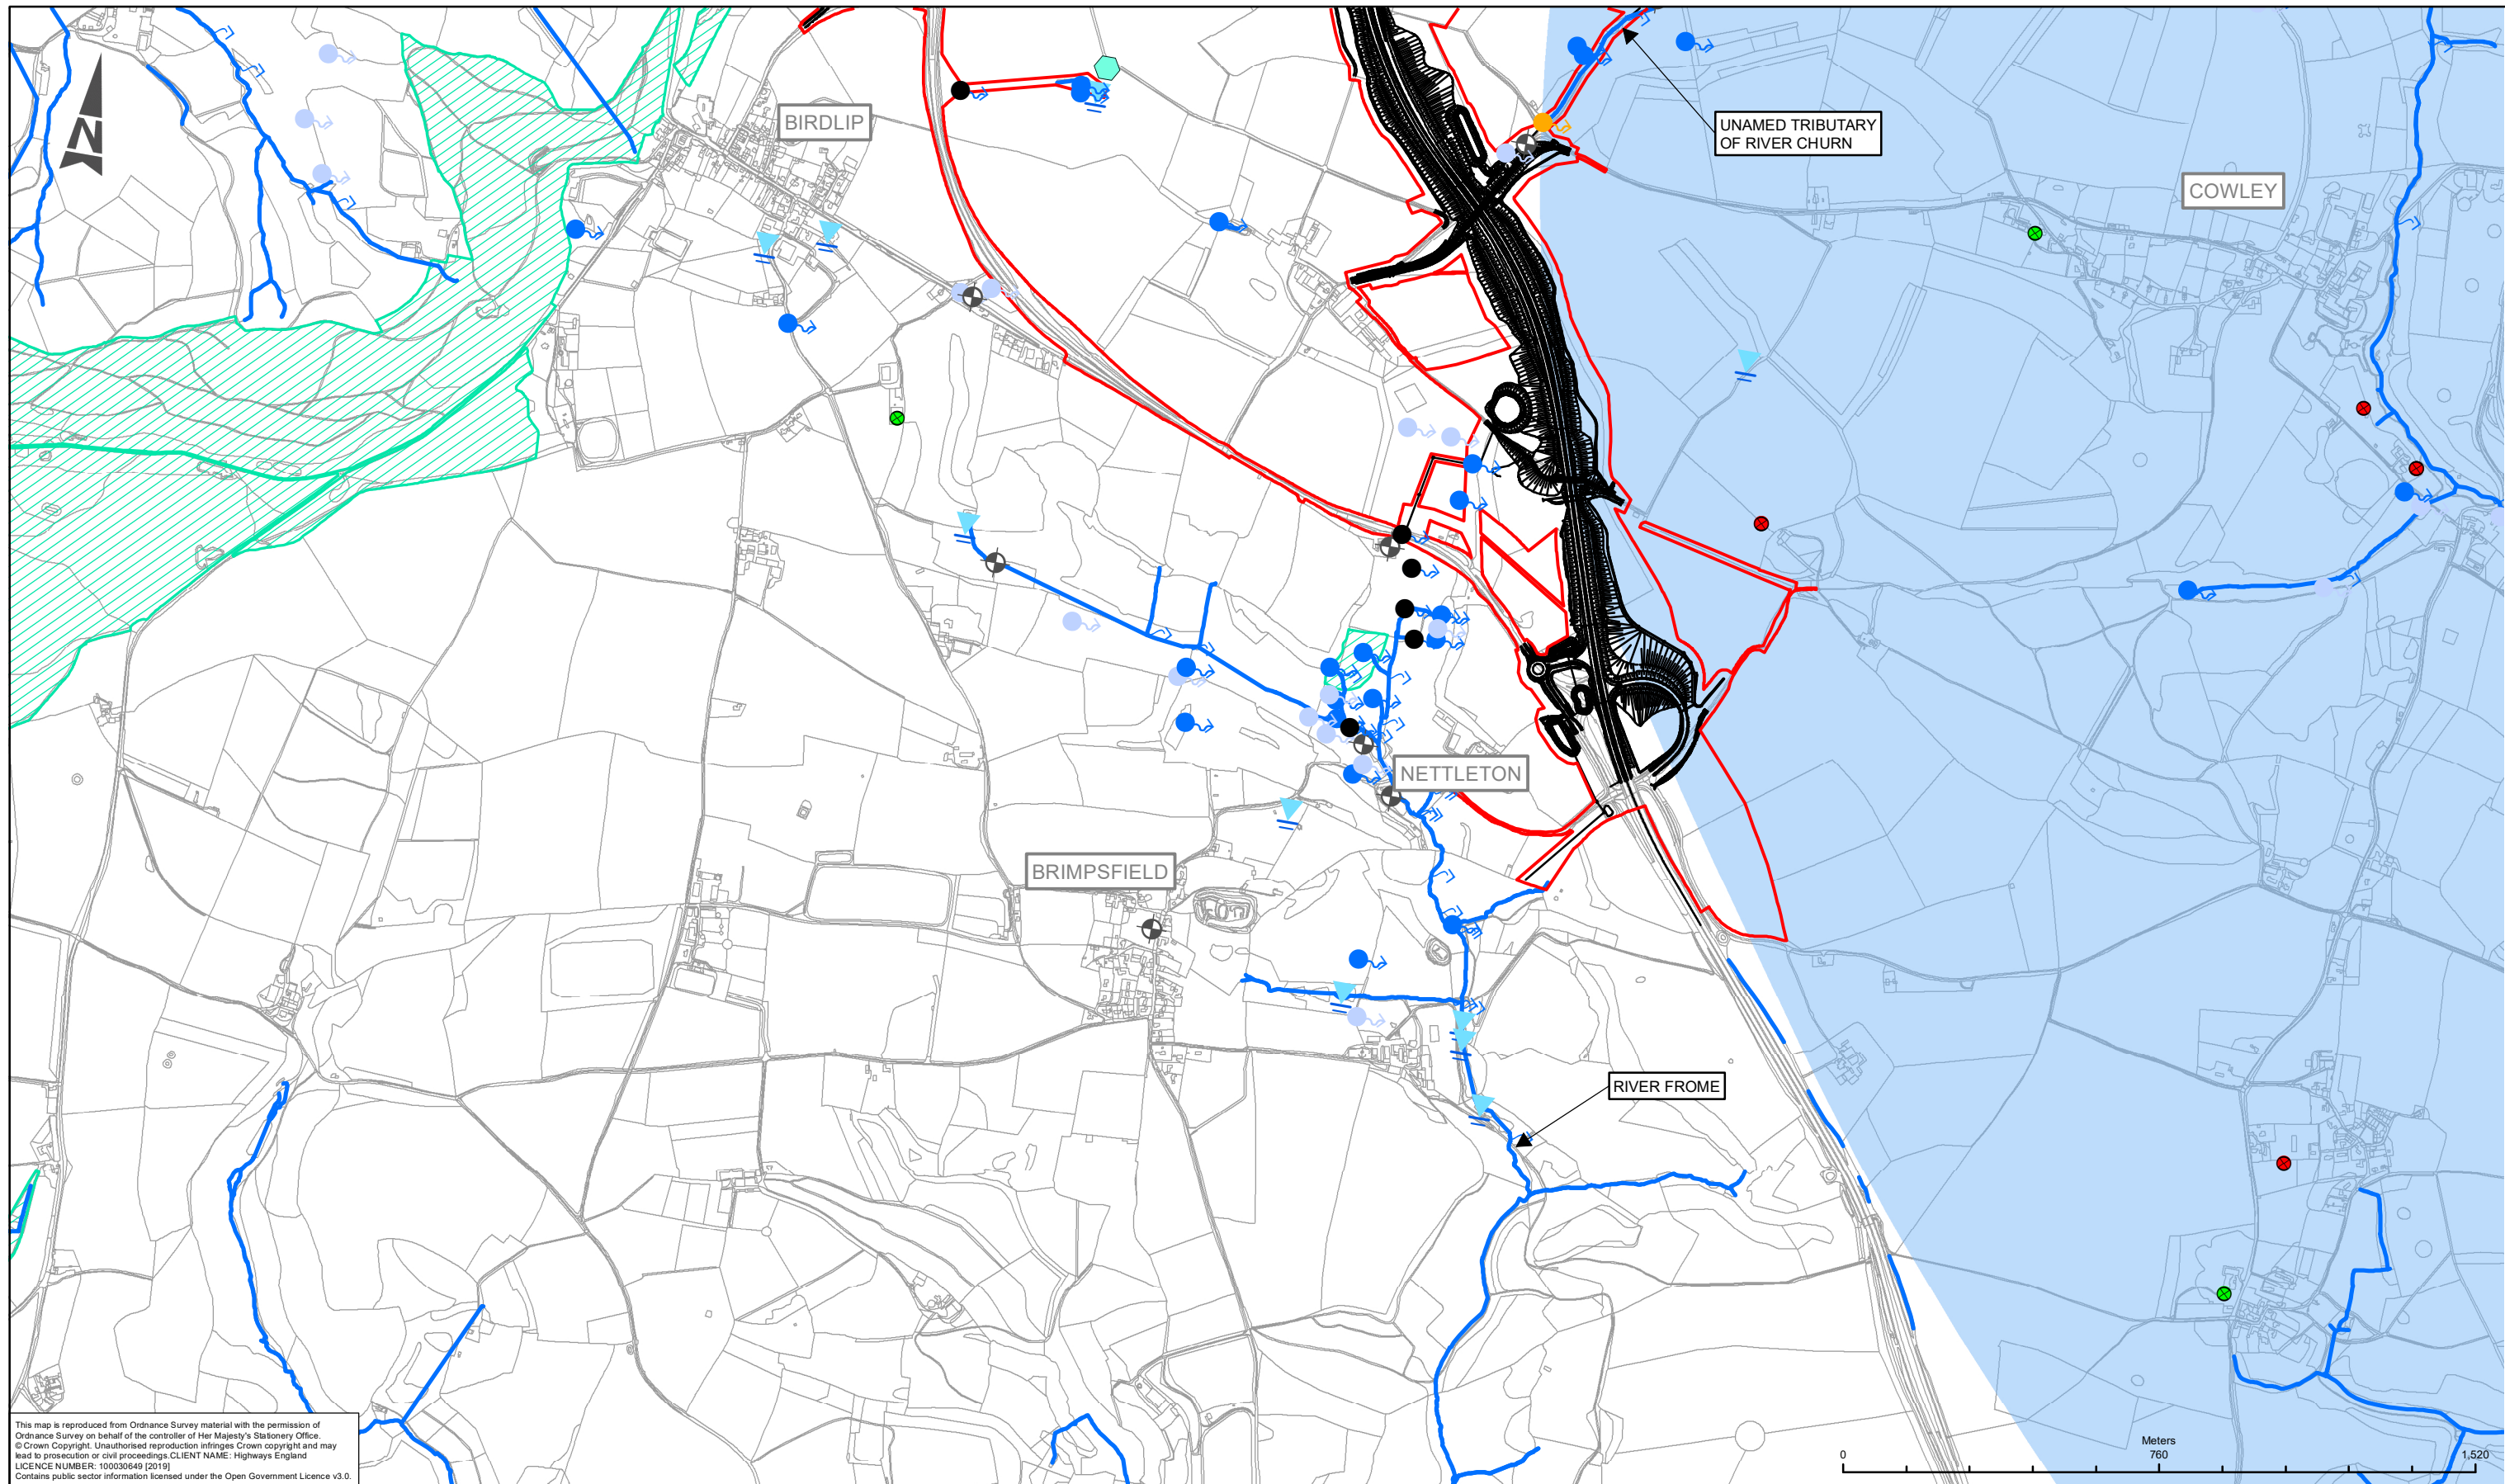 N
BIRDLIP
UNAMED TRIBUTARY
OF RIVER CHURN
COWLEY
NETTLETON
BRIMPSFIELD
RIVER FROME
This map is reproduced from Ordnance Survey material with the permission of
Ordnance Survey on behalf of the controller of Her Majesty's Stationery Office.
© Crown Copyright. Unauthorised reproduction infringes Crown copyright and may
lead to prosecution or civil proceedings.CLIENT NAME: Highways England
LICENCE NUMBER: 100030649 [2019]
Contains public sector information licensed under the Open Government Licence v3.0.
Meters
0 760 1,520